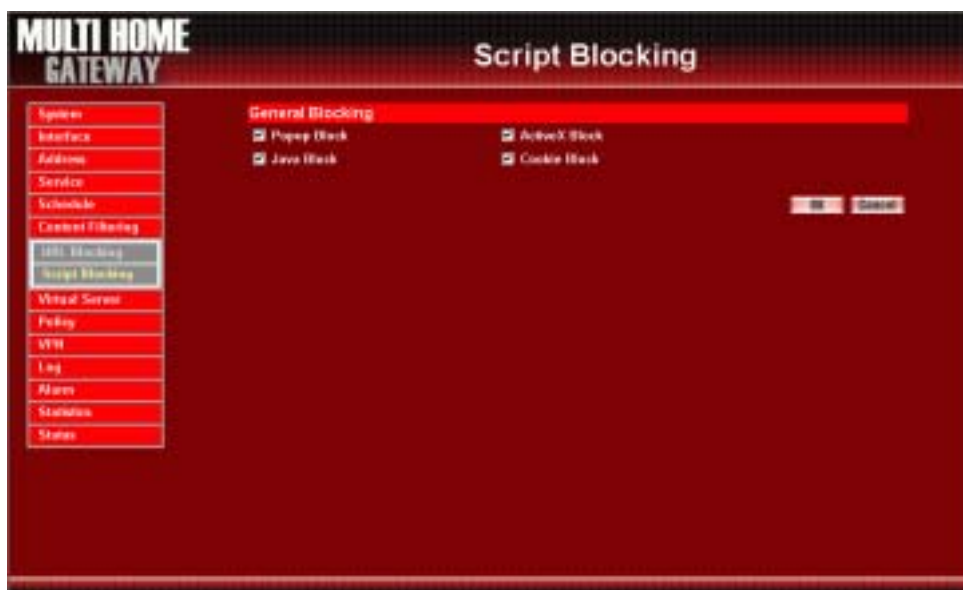 MULTI HOME
GATEWAY
Script Blocking
System
Interface
Address
Service
Schedule
Content Filtering
URL Blocking
Script Blocking
Virtual Server
Policy
VPN
Log
Alarm
Statistics
Status
General Blocking
Popup Block
ActiveX Block
Java Block
Cookie Block
OK
Cancel